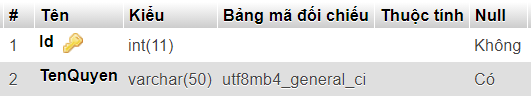 # Tên Kiểu Bảng mã đối chiếu Thuộc tính Null
1 Id int(11) Không
2 TenQuyen varchar(50) utf8mb4_general_ci Có